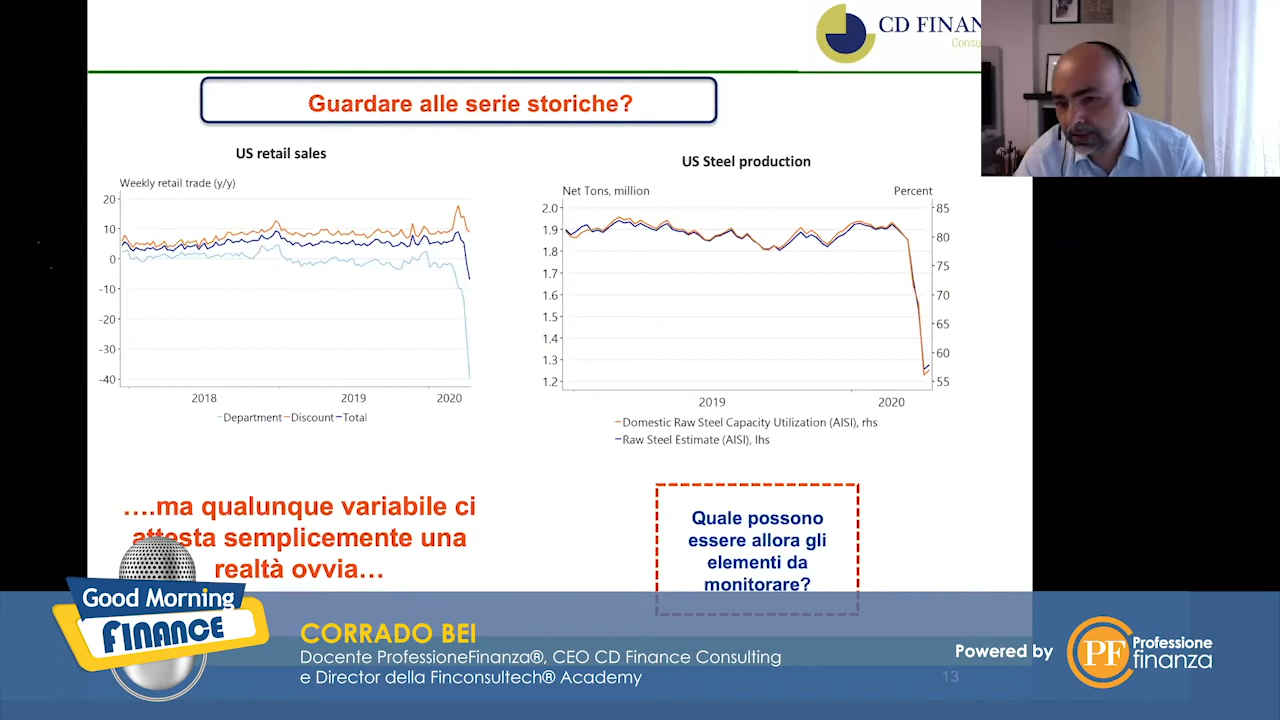 CD FINAN
Consu
Guardare alle serie storiche?
US retail sales
Weekly retail trade (y/y)
20
10
0
-10
-20
-30
-40
2018
2019
2020
Department Discount Total
US Steel production
Net Tons, million
Percent
2.0
1.9
1.8
1.7
1.6
1.5
1.4
1.3
1.2
85
80
75
70
65
60
55
2019
2020
Domestic Raw Steel Capacity Utilization (AISI), rhs
Raw Steel Estimate (AISI), lhs
….ma qualunque variabile ci
attesta semplicemente una
realtà ovvia…
Quale possono
essere allora gli
elementi da
monitorare?
Good Morning
FINANCE
CORRADO BEI
Docente ProfessioneFinanza®, CEO CD Finance Consulting
e Director della Finconsultech® Academy
Powered by
PF
Professione
finanza
13